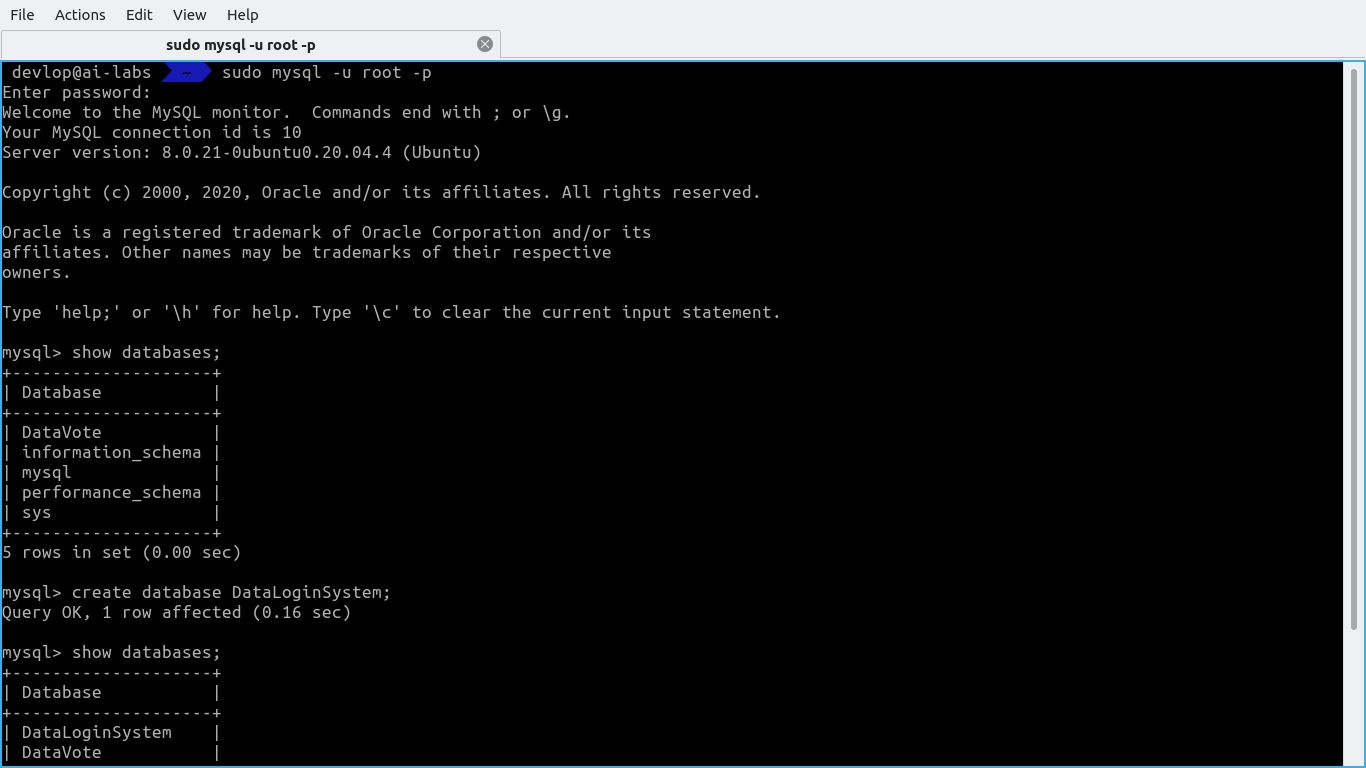 File Actions Edit View Help
sudo mysql -u root -p
devlop@ai-labs ~ sudo mysql -u root -p
Enter password:
Welcome to the MySQL monitor.  Commands end with ; or \g.
Your MySQL connection id is 10
Server version: 8.0.21-0ubuntu0.20.04.4 (Ubuntu)
Copyright (c) 2000, 2020, Oracle and/or its affiliates. All rights reserved.
Oracle is a registered trademark of Oracle Corporation and/or its
affiliates. Other names may be trademarks of their respective
owners.
Type 'help;' or '\h' for help. Type '\c' to clear the current input statement.
mysql> show databases;
+--------------------+
| Database           |
+--------------------+
| DataVote           |
| information_schema |
| mysql              |
| performance_schema |
| sys                |
+--------------------+
5 rows in set (0.00 sec)
mysql> create database DataLoginSystem;
Query OK, 1 row affected (0.16 sec)
mysql> show databases;
+--------------------+
| Database           |
+--------------------+
| DataLoginSystem    |
| DataVote           |